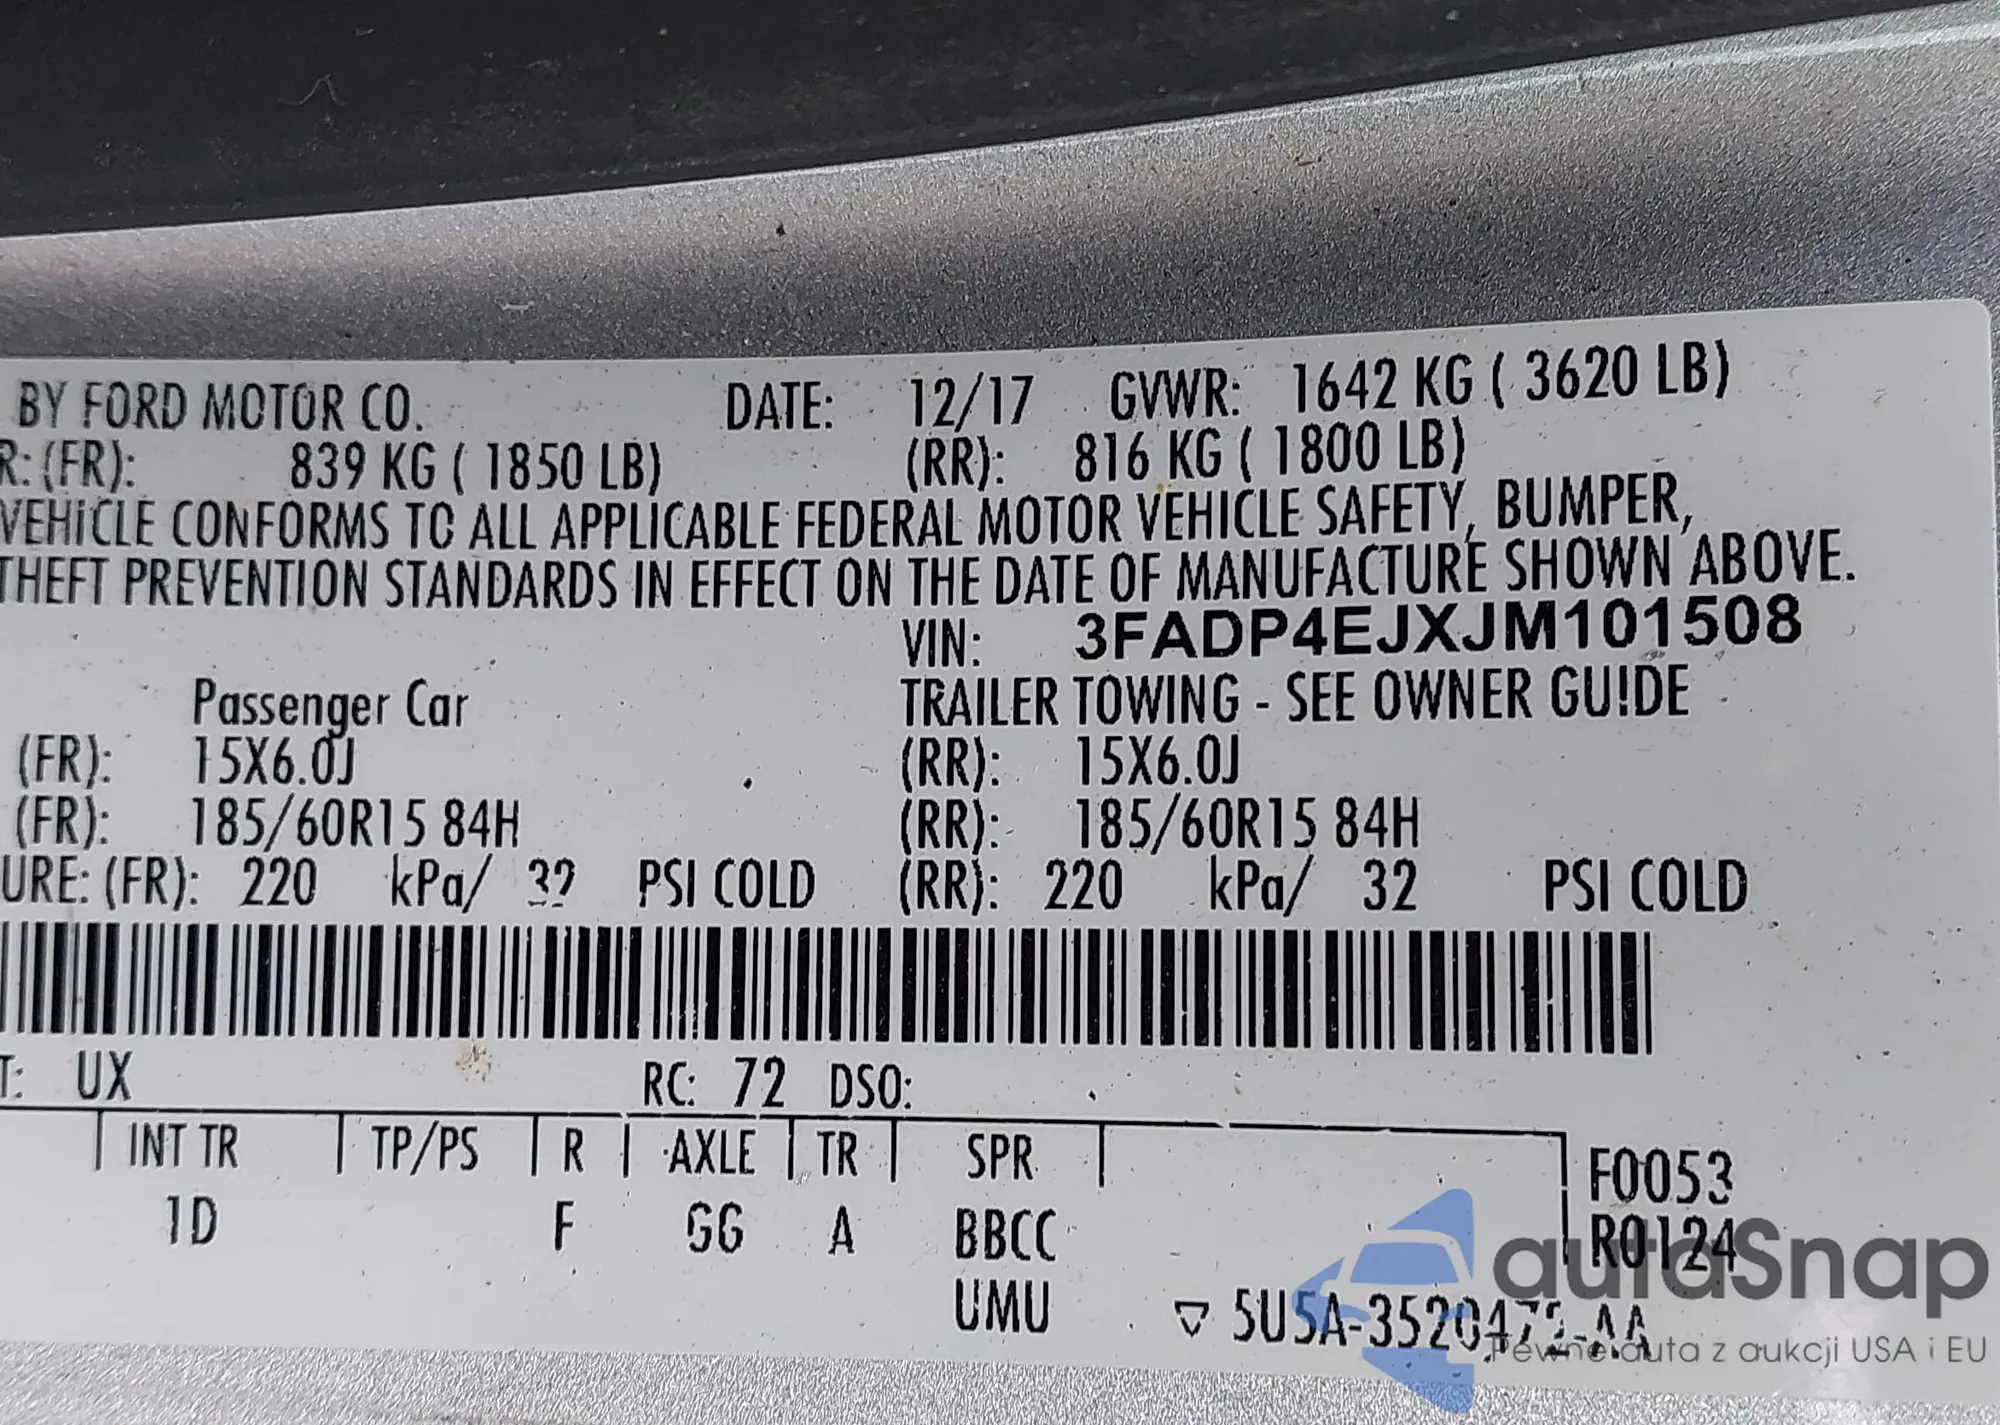 BY FORD MOTOR CO. DATE: 12/17 GVWR: 1642 KG ( 3620 LB)
R: (FR): 839 KG ( 1850 LB) (RR): 816 KG ( 1800 LB)
VEHICLE CONFORMS TO ALL APPLICABLE FEDERAL MOTOR VEHICLE SAFETY, BUMPER,
THEFT PREVENTION STANDARDS IN EFFECT ON THE DATE OF MANUFACTURE SHOWN ABOVE.
VIN: 3FADP4EJXJM101508
Passenger Car TRAILER TOWING - SEE OWNER GUIDE
(FR): 15X6.0J (RR): 15X6.0J
(FR): 185/60R15 84H (RR): 185/60R15 84H
URE: (FR): 220 kPa/ 32 PSI COLD (RR): 220 kPa/ 32 PSI COLD
T: UX RC: 72 DSO:
INT TR TP/PS R AXLE TR SPR F0053
1D F GG A BBCC R0124
UMU ▽ 5U5A-3520472-AA
autoSnap
Pewne auta z aukcji USA i EU